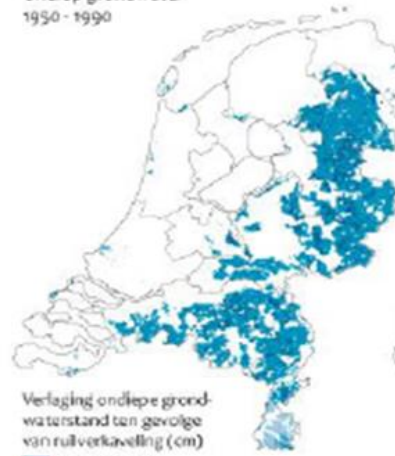 1950 - 1990
Verlaging ondiepe grond-
waterstand ten gevolge
van ruilverkaveling (cm)